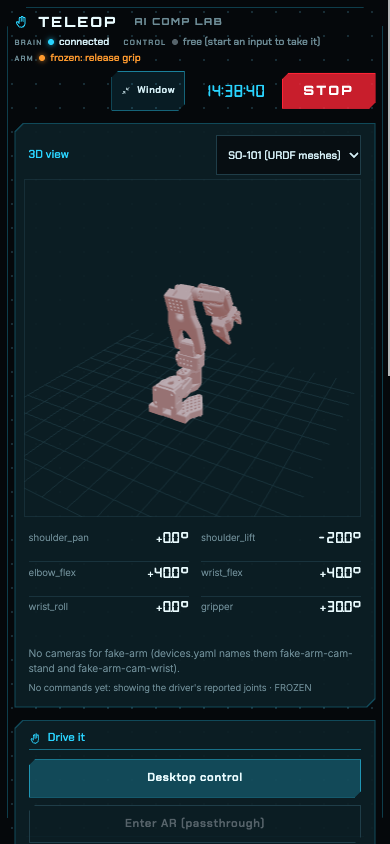 TELEOP AI COMP LAB
BRAIN connected CONTROL free (start an input to take it)
ARM frozen: release grip
Window 14:38:40 STOP
3D view SO-101 (URDF meshes)
shoulder_pan +0.0° shoulder_lift -20.0°
elbow_flex +40.0° wrist_flex +40.0°
wrist_roll +0.0° gripper +30.0°
No cameras for fake-arm (devices.yaml names them fake-arm-cam-
stand and fake-arm-cam-wrist).
No commands yet: showing the driver's reported joints · FROZEN
Drive it
Desktop control
Enter AR (passthrough)